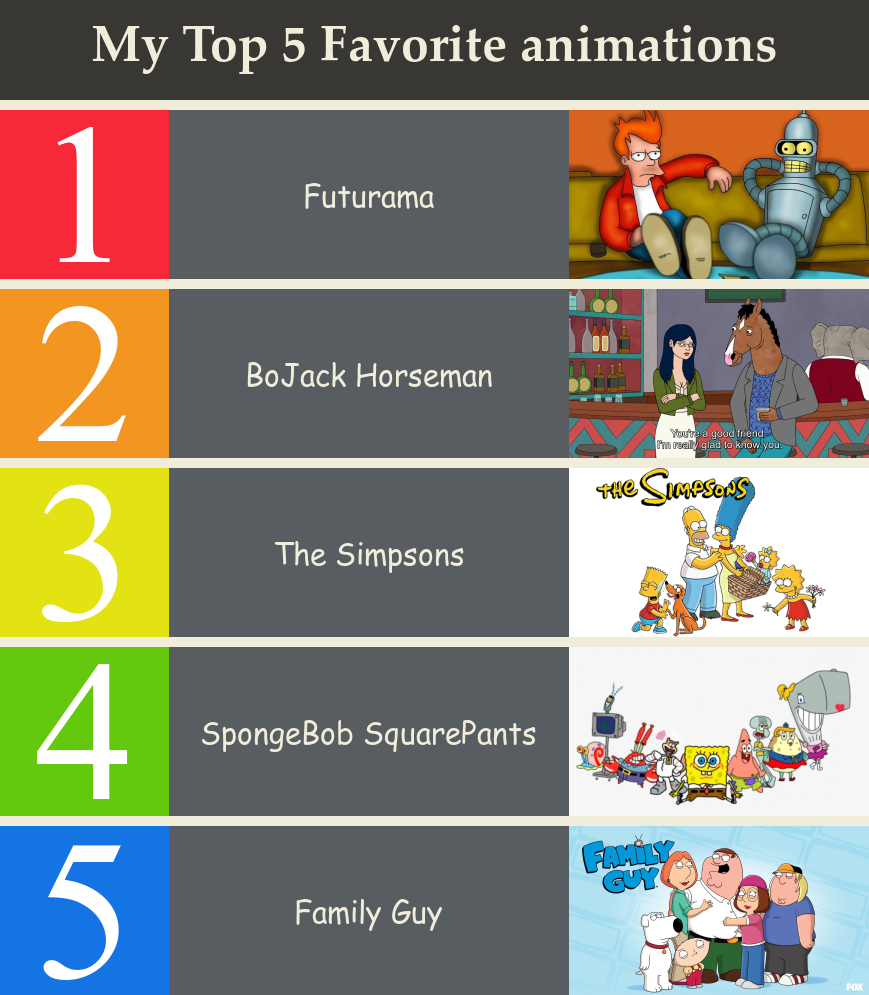 My Top 5 Favorite animations
1
Futurama
2
BoJack Horseman
You're a good friend.
I'm really glad to know you.
3
The Simpsons
THE SIMPSONS
4
SpongeBob SquarePants
5
Family Guy
FAMILY
GUY
FOX